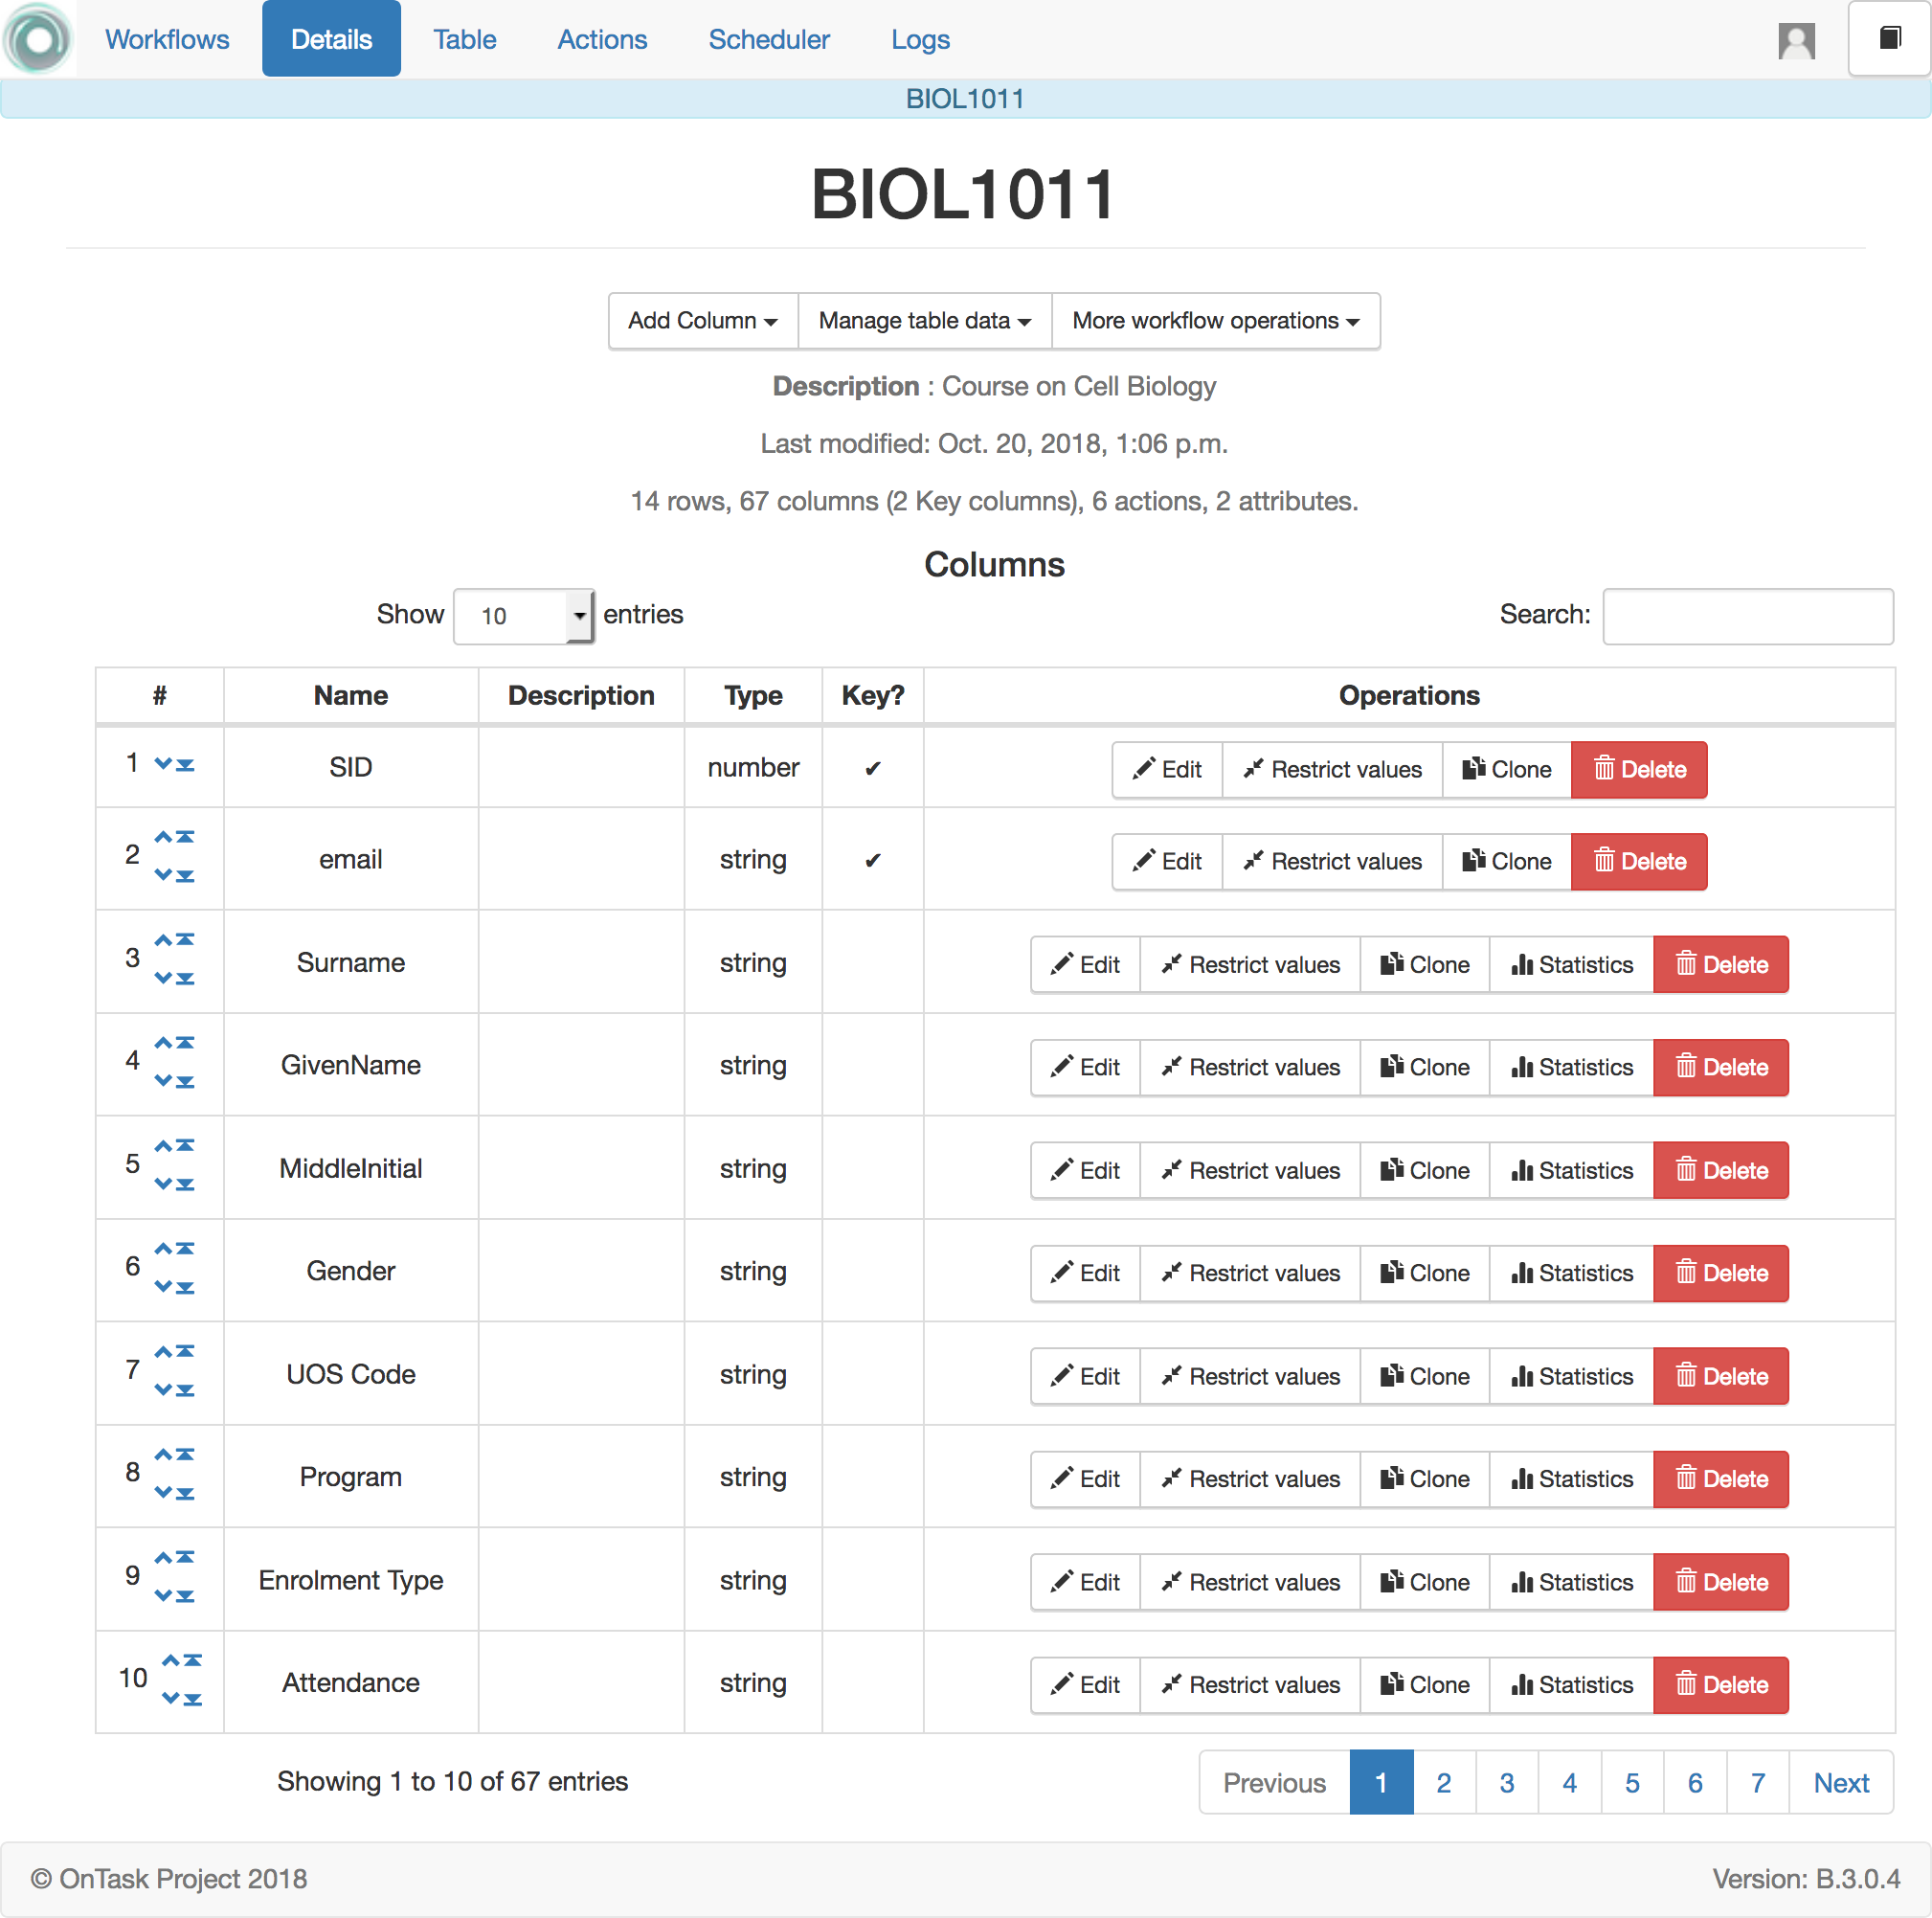 Workflows Details Table Actions Scheduler Logs
BIOL1011
BIOL1011
Add Column Manage table data More workflow operations
Description : Course on Cell Biology
Last modified: Oct. 20, 2018, 1:06 p.m.
14 rows, 67 columns (2 Key columns), 6 actions, 2 attributes.
Columns
Show 10 entries Search:
# Name Description Type Key? Operations
1 SID number ✔ Edit Restrict values Clone Delete
2 email string ✔ Edit Restrict values Clone Delete
3 Surname string Edit Restrict values Clone Statistics Delete
4 GivenName string Edit Restrict values Clone Statistics Delete
5 MiddleInitial string Edit Restrict values Clone Statistics Delete
6 Gender string Edit Restrict values Clone Statistics Delete
7 UOS Code string Edit Restrict values Clone Statistics Delete
8 Program string Edit Restrict values Clone Statistics Delete
9 Enrolment Type string Edit Restrict values Clone Statistics Delete
10 Attendance string Edit Restrict values Clone Statistics Delete
Showing 1 to 10 of 67 entries Previous 1 2 3 4 5 6 7 Next
© OnTask Project 2018 Version: B.3.0.4